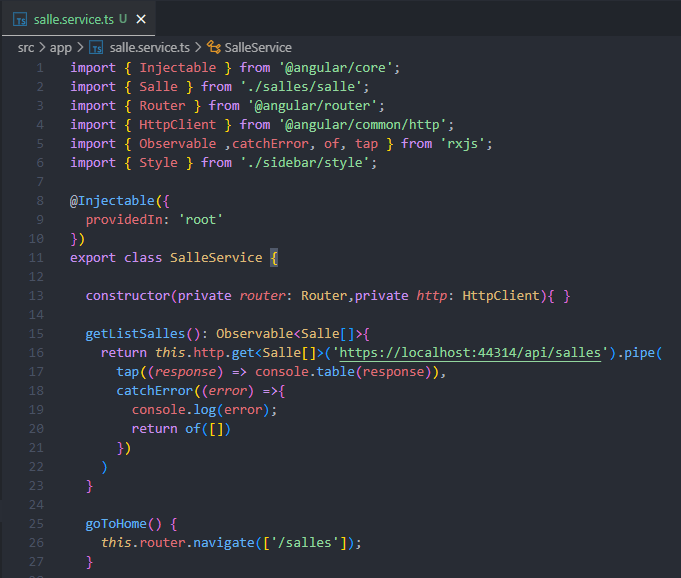 TS salle.service.ts U ×
src > app > TS salle.service.ts > SalleService
1 import { Injectable } from '@angular/core';
2 import { Salle } from './salles/salle';
3 import { Router } from '@angular/router';
4 import { HttpClient } from '@angular/common/http';
5 import { Observable ,catchError, of, tap } from 'rxjs';
6 import { Style } from './sidebar/style';
7
8 @Injectable({
9   providedIn: 'root'
10 })
11 export class SalleService {
12
13   constructor(private router: Router,private http: HttpClient){ }
14
15   getListSalles(): Observable<Salle[]>{
16     return this.http.get<Salle[]>('https://localhost:44314/api/salles').pipe(
17       tap((response) => console.table(response)),
18       catchError((error) =>{
19         console.log(error);
20         return of([])
21       })
22     )
23   }
24
25   goToHome() {
26     this.router.navigate(['/salles']);
27   }